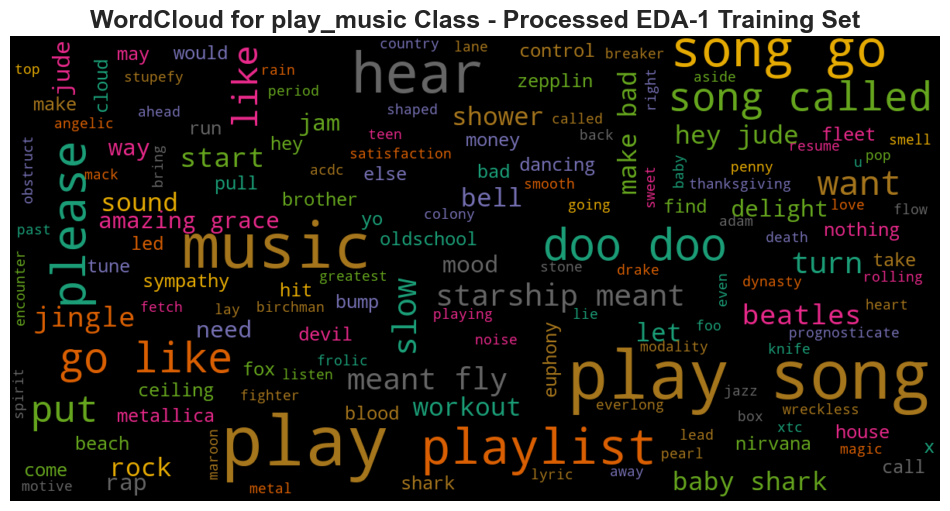 WordCloud for play_music Class - Processed EDA-1 Training Set
top
jude
cloud
may
would
stupefy
like
rain
period
country
lane
control
breaker
hear
zepplin
song go
right
aside
song called
make
angelic
ahead
run
way
start
hey
jam
teen
shaped
shower
called
money
back
make bad
hey jude
fleet
resume
smell
obstruct
please
mack
bring
pull
satisfaction
acdc
else
bad
dancing
smooth
sweet
baby
penny
thanksgiving
u
pop
want
sound
amazing grace
brother
yo
colony
bell
going
find
delight
love
flow
adam
past
led
music
oldschool
doo doo
death
nothing
encounter
tune
sympathy
hit
greatest
mood
stone
drake
turn
take
even
dynasty
rolling
fetch
lay
birchman
bump
slow
starship meant
jingle
need
devil
playing
lie
let
foo
beatles
heart
prognosticate
noise
go like
fox
frolic
listen
meant fly
euphony
modality
knife
play song
spirit
ceiling
fighter
put
metallica
blood
workout
everlong
jazz
box
wreckless
beach
maroon
play
playlist
lead
pearl
nirvana
xtc
house
magic
x
come
motive
rock
rap
metal
shark
lyric
away
baby shark
call